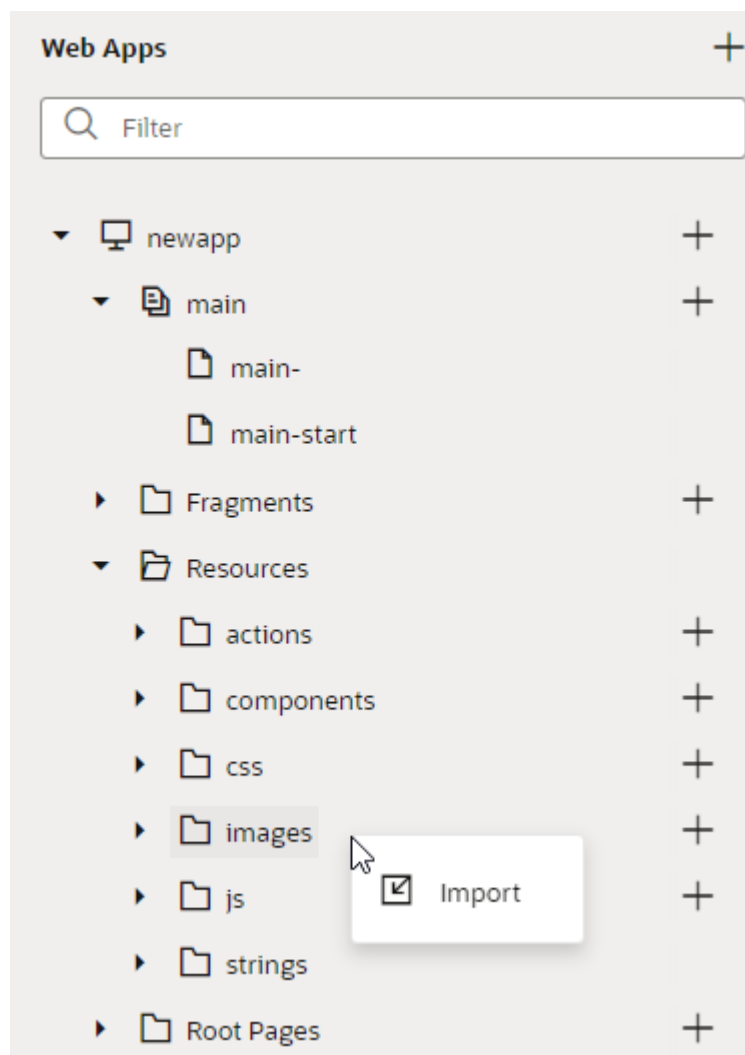 Web Apps
Filter
newapp
main
main-
main-start
Fragments
Resources
actions
components
css
images
Import
js
strings
Root Pages